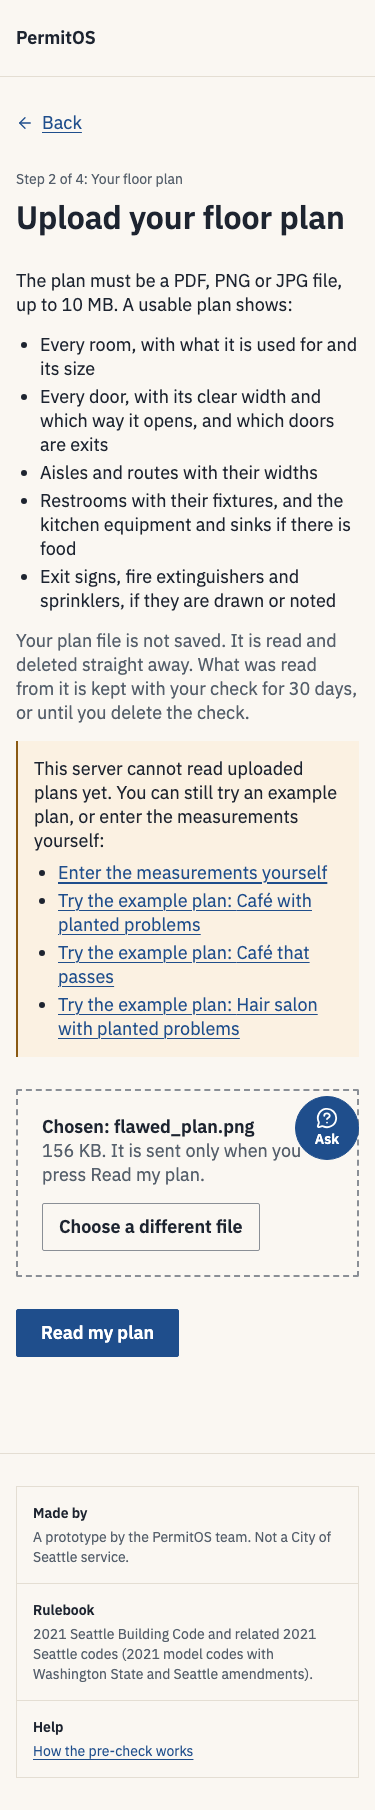 PermitOS
Back
Step 2 of 4: Your floor plan
Upload your floor plan
The plan must be a PDF, PNG or JPG file,
up to 10 MB. A usable plan shows:
Every room, with what it is used for and
its size
Every door, with its clear width and
which way it opens, and which doors
are exits
Aisles and routes with their widths
Restrooms with their fixtures, and the
kitchen equipment and sinks if there is
food
Exit signs, fire extinguishers and
sprinklers, if they are drawn or noted
Your plan file is not saved. It is read and
deleted straight away. What was read
from it is kept with your check for 30 days,
or until you delete the check.
This server cannot read uploaded
plans yet. You can still try an example
plan, or enter the measurements
yourself:
Enter the measurements yourself
Try the example plan: Café with
planted problems
Try the example plan: Café that
passes
Try the example plan: Hair salon
with planted problems
Chosen: flawed_plan.png
156 KB. It is sent only when you
press Read my plan.
Ask
Choose a different file
Read my plan
Made by
A prototype by the PermitOS team. Not a City of
Seattle service.
Rulebook
2021 Seattle Building Code and related 2021
Seattle codes (2021 model codes with
Washington State and Seattle amendments).
Help
How the pre-check works